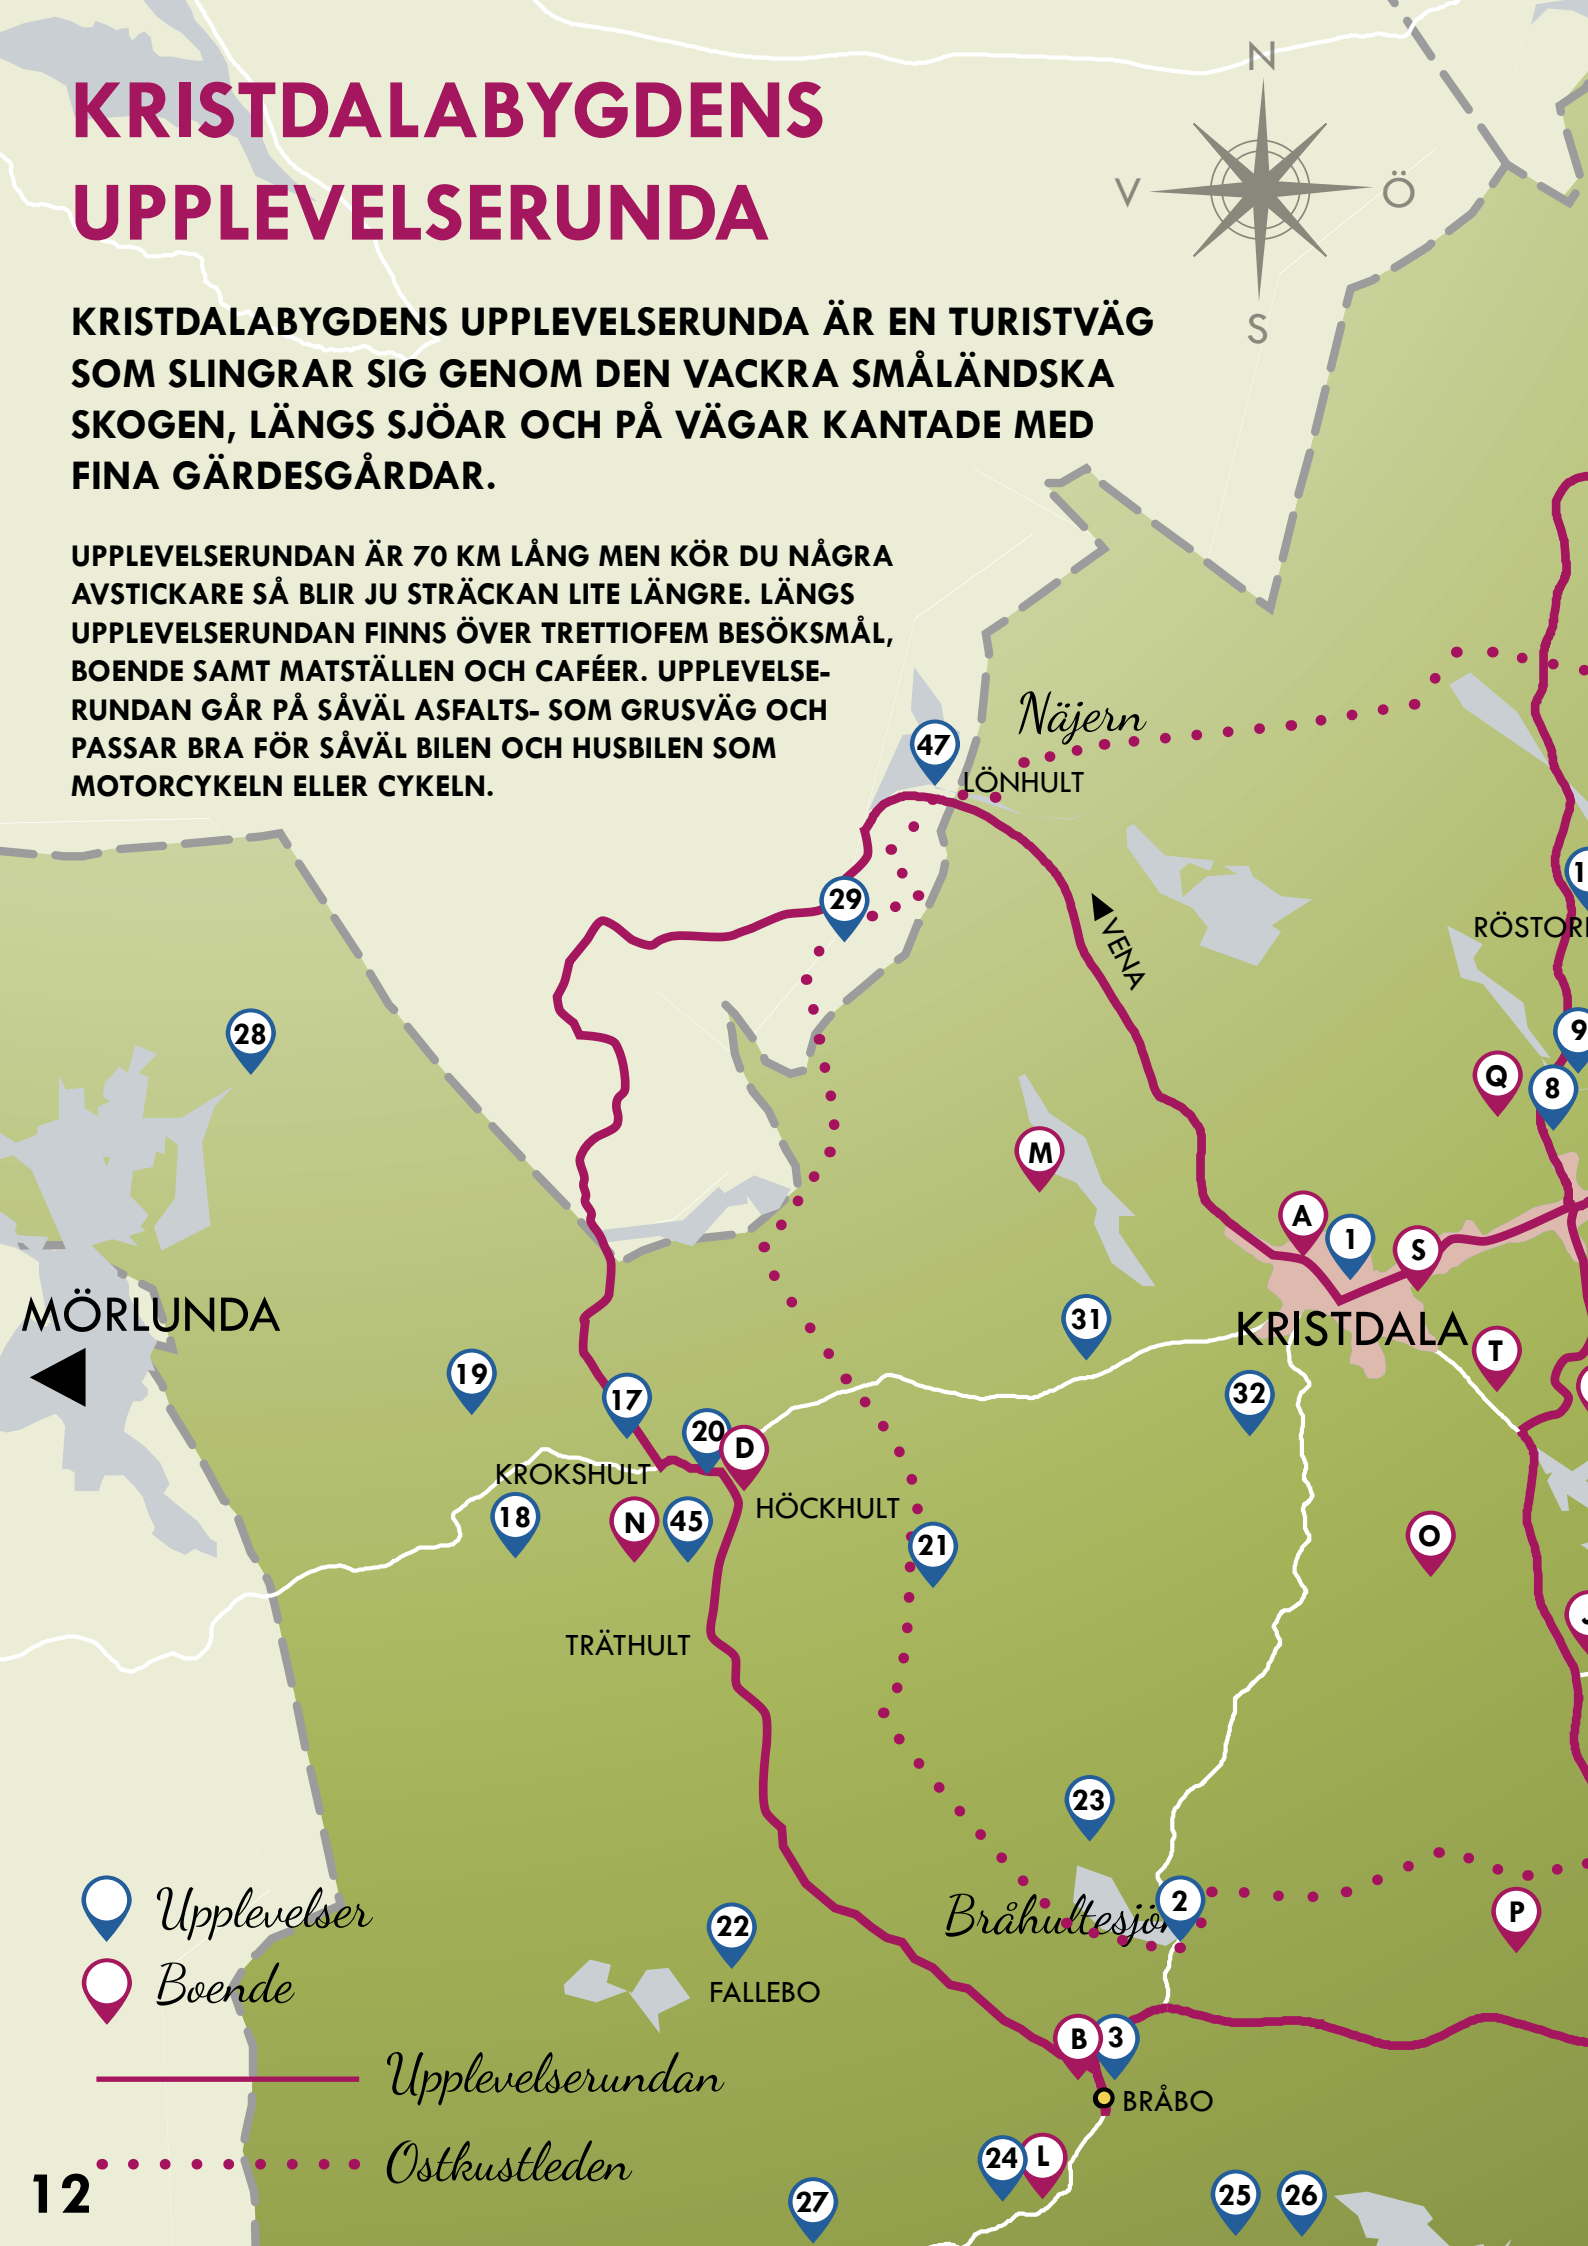 KRISTDALABYGDENS
UPPLEVELSERUNDA
N
V
Ö
S
KRISTDALABYGDENS UPPLEVELSERUNDA ÄR EN TURISTVÄG
SOM SLINGRAR SIG GENOM DEN VACKRA SMÅLÄNDSKA
SKOGEN, LÄNGS SJÖAR OCH PÅ VÄGAR KANTADE MED
FINA GÄRDESGÅRDAR.
UPPLEVELSERUNDAN ÄR 70 KM LÅNG MEN KÖR DU NÅGRA
AVSTICKARE SÅ BLIR JU STRÄCKAN LITE LÄNGRE. LÄNGS
UPPLEVELSERUNDAN FINNS ÖVER TRETTIOFEM BESÖKSMÅL,
BOENDE SAMT MATSTÄLLEN OCH CAFÉER. UPPLEVELSE-
RUNDAN GÅR PÅ SÅVÄL ASFALTS- SOM GRUSVÄG OCH
PASSAR BRA FÖR SÅVÄL BILEN OCH HUSBILEN SOM
MOTORCYKELN ELLER CYKELN.
Näjern
47
LÖNHULT
29
VENA
RÖSTOR
28
9
Q
8
M
A
1
S
MÖRLUNDA
31
KRISTDALA
T
19
17
32
20
D
KROKSHULT
HÖCKHULT
18
N
45
21
O
TRÄTHULT
23
Upplevelser
22
Bråhultesjön
2
P
Boende
FALLEBO
B
3
Upplevelserundan
BRÅBO
Ostkustleden
24
L
12
27
25
26